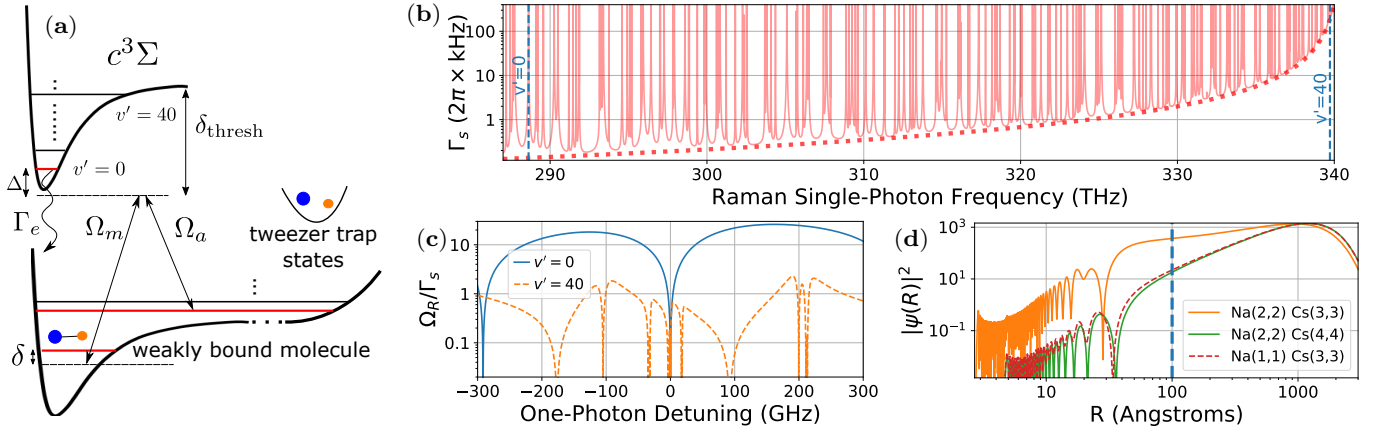 (a)
c³Σ
v' = 40
δ_thresh
v' = 0
Δ
Γ_e
Ω_m
Ω_a
tweezer trap
states
weakly bound molecule
δ
(b)
Γ_s (2π × kHz)
100
10
1
v'=0
v'=40
290
300
310
320
330
340
Raman Single-Photon Frequency (THz)
(c)
Ω_R/Γ_s
10
1
0.1
v' = 0
v' = 40
−300
−200
−100
0
100
200
300
One-Photon Detuning (GHz)
(d)
|ψ(R)|²
10³
10¹
10⁻¹
Na(2,2) Cs(3,3)
Na(2,2) Cs(4,4)
Na(1,1) Cs(3,3)
10
100
1000
R (Angstroms)